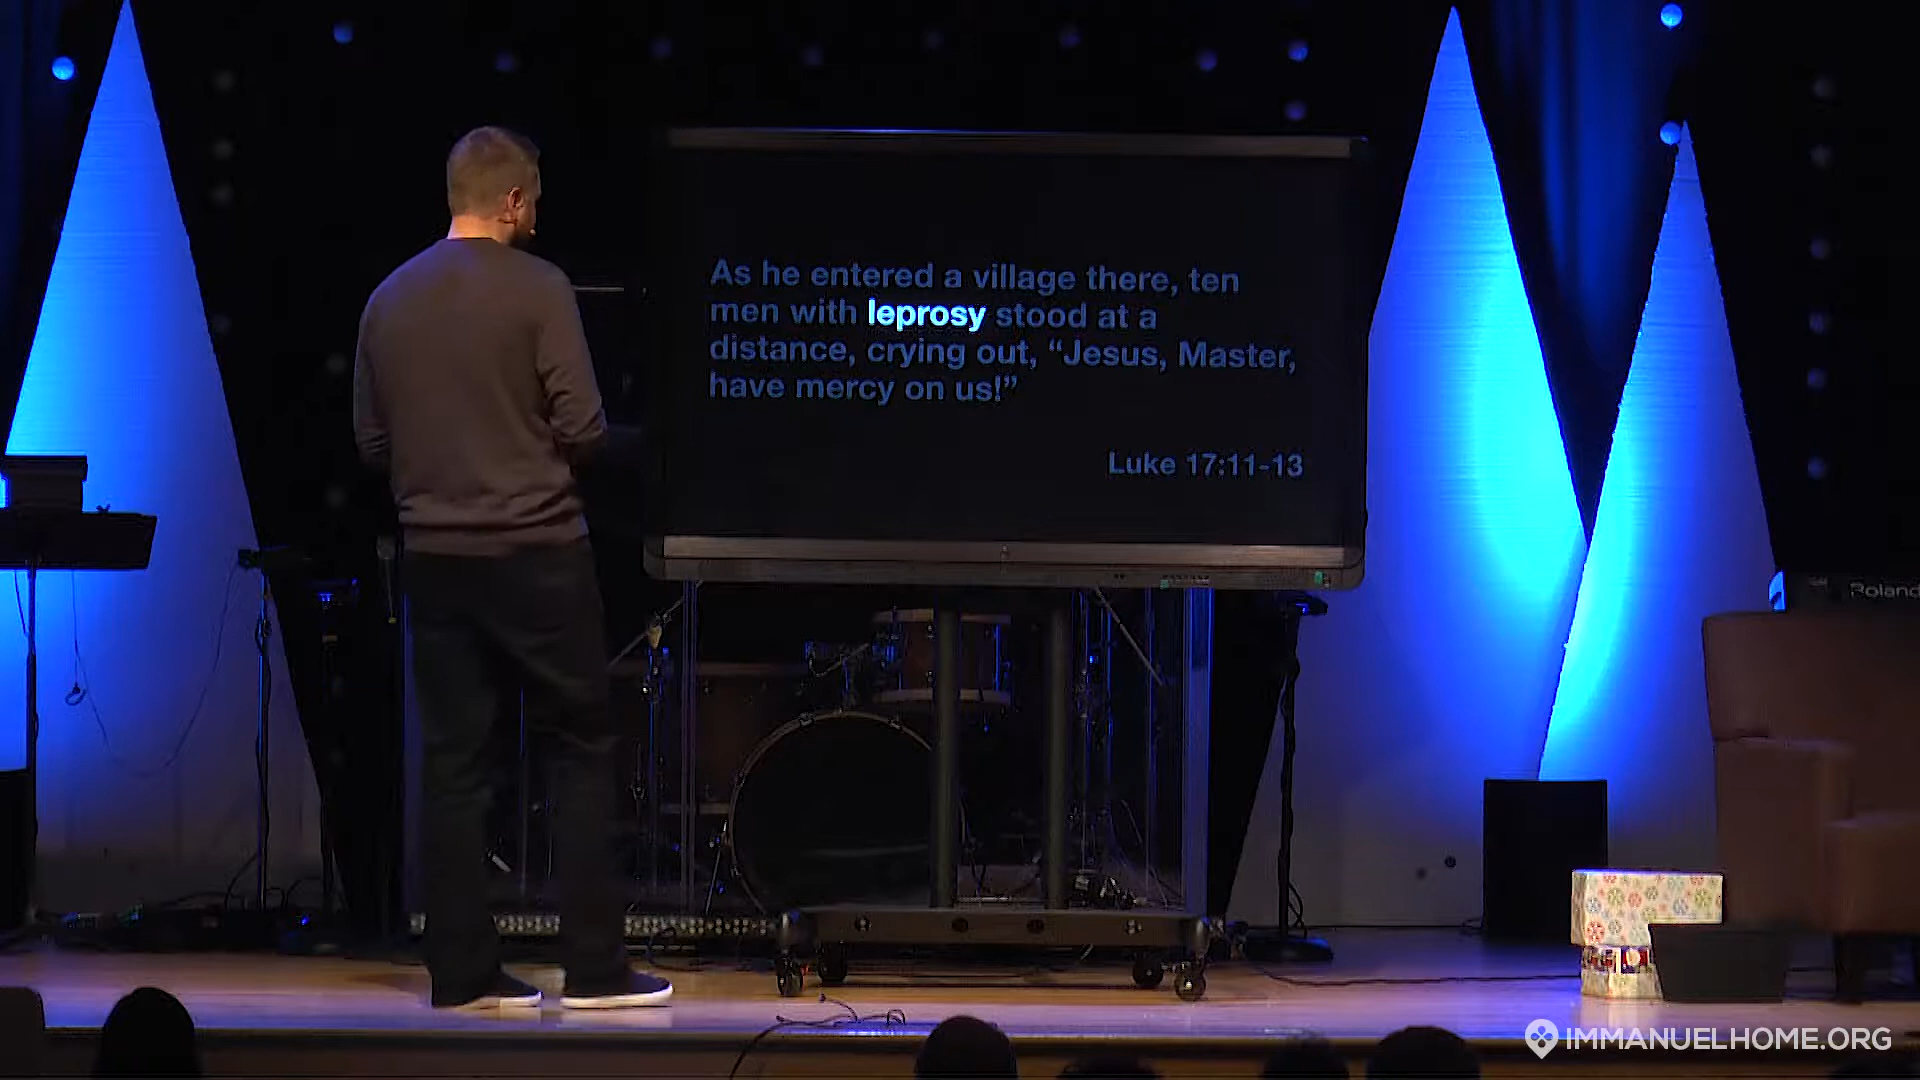 As he entered a village there, ten
men with leprosy stood at a
distance, crying out, “Jesus, Master,
have mercy on us!”
Luke 17:11-13
Roland
IMMANUELHOME.ORG